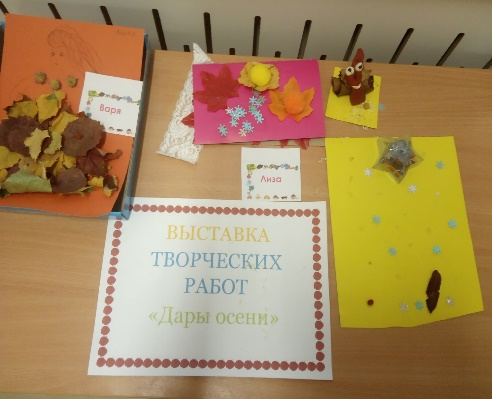 Варя
Лиза
ВЫСТАВКА
ТВОРЧЕСКИХ
РАБОТ
«Дары осени»